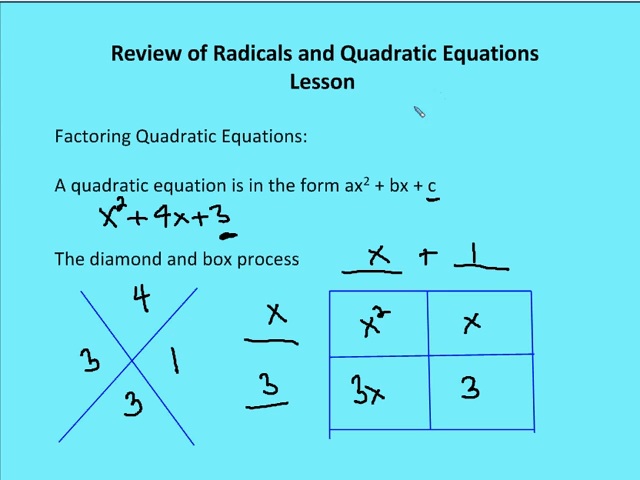 Review of Radicals and Quadratic Equations
Lesson
Factoring Quadratic Equations:
A quadratic equation is in the form ax² + bx + c
x² + 4x + 3
The diamond and box process
x + 1
4
3 1
3
x
3
x² x
3x 3